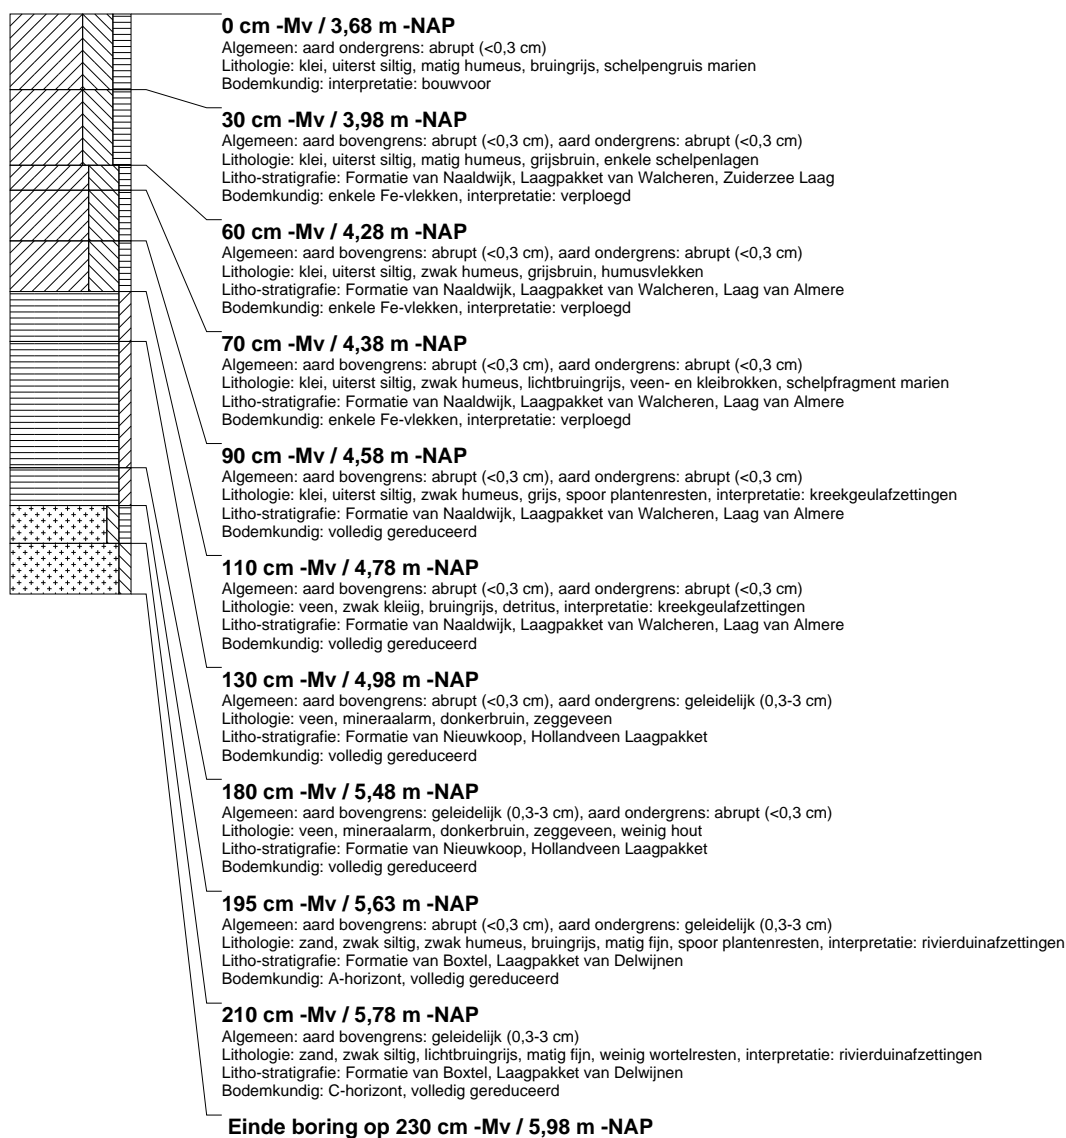 0 cm -Mv / 3,68 m -NAP
Algemeen: aard ondergrens: abrupt (<0,3 cm)
Lithologie: klei, uiterst siltig, matig humeus, bruingrijs, schelpengruis marien
Bodemkundig: interpretatie: bouwvoor
30 cm -Mv / 3,98 m -NAP
Algemeen: aard bovengrens: abrupt (<0,3 cm), aard ondergrens: abrupt (<0,3 cm)
Lithologie: klei, uiterst siltig, matig humeus, grijsbruin, enkele schelpenlagen
Litho-stratigrafie: Formatie van Naaldwijk, Laagpakket van Walcheren, Zuiderzee Laag
Bodemkundig: enkele Fe-vlekken, interpretatie: verploegd
60 cm -Mv / 4,28 m -NAP
Algemeen: aard bovengrens: abrupt (<0,3 cm), aard ondergrens: abrupt (<0,3 cm)
Lithologie: klei, uiterst siltig, zwak humeus, grijsbruin, humusvlekken
Litho-stratigrafie: Formatie van Naaldwijk, Laagpakket van Walcheren, Laag van Almere
Bodemkundig: enkele Fe-vlekken, interpretatie: verploegd
70 cm -Mv / 4,38 m -NAP
Algemeen: aard bovengrens: abrupt (<0,3 cm), aard ondergrens: abrupt (<0,3 cm)
Lithologie: klei, uiterst siltig, zwak humeus, lichtbruingrijs, veen- en kleibrokken, schelpfragment marien
Litho-stratigrafie: Formatie van Naaldwijk, Laagpakket van Walcheren, Laag van Almere
Bodemkundig: enkele Fe-vlekken, interpretatie: verploegd
90 cm -Mv / 4,58 m -NAP
Algemeen: aard bovengrens: abrupt (<0,3 cm), aard ondergrens: abrupt (<0,3 cm)
Lithologie: klei, uiterst siltig, zwak humeus, grijs, spoor plantenresten, interpretatie: kreekgeulafzettingen
Litho-stratigrafie: Formatie van Naaldwijk, Laagpakket van Walcheren, Laag van Almere
Bodemkundig: volledig gereduceerd
110 cm -Mv / 4,78 m -NAP
Algemeen: aard bovengrens: abrupt (<0,3 cm), aard ondergrens: abrupt (<0,3 cm)
Lithologie: veen, zwak kleiig, bruingrijs, detritus, interpretatie: kreekgeulafzettingen
Litho-stratigrafie: Formatie van Naaldwijk, Laagpakket van Walcheren, Laag van Almere
Bodemkundig: volledig gereduceerd
130 cm -Mv / 4,98 m -NAP
Algemeen: aard bovengrens: abrupt (<0,3 cm), aard ondergrens: geleidelijk (0,3-3 cm)
Lithologie: veen, mineraalarm, donkerbruin, zeggeveen
Litho-stratigrafie: Formatie van Nieuwkoop, Hollandveen Laagpakket
Bodemkundig: volledig gereduceerd
180 cm -Mv / 5,48 m -NAP
Algemeen: aard bovengrens: geleidelijk (0,3-3 cm), aard ondergrens: abrupt (<0,3 cm)
Lithologie: veen, mineraalarm, donkerbruin, zeggeveen, weinig hout
Litho-stratigrafie: Formatie van Nieuwkoop, Hollandveen Laagpakket
Bodemkundig: volledig gereduceerd
195 cm -Mv / 5,63 m -NAP
Algemeen: aard bovengrens: abrupt (<0,3 cm), aard ondergrens: geleidelijk (0,3-3 cm)
Lithologie: zand, zwak siltig, zwak humeus, bruingrijs, matig fijn, spoor plantenresten, interpretatie: rivierduinafzettingen
Litho-stratigrafie: Formatie van Boxtel, Laagpakket van Delwijnen
Bodemkundig: A-horizont, volledig gereduceerd
210 cm -Mv / 5,78 m -NAP
Algemeen: aard bovengrens: geleidelijk (0,3-3 cm)
Lithologie: zand, zwak siltig, lichtbruingrijs, matig fijn, weinig wortelresten, interpretatie: rivierduinafzettingen
Litho-stratigrafie: Formatie van Boxtel, Laagpakket van Delwijnen
Bodemkundig: C-horizont, volledig gereduceerd
Einde boring op 230 cm -Mv / 5,98 m -NAP